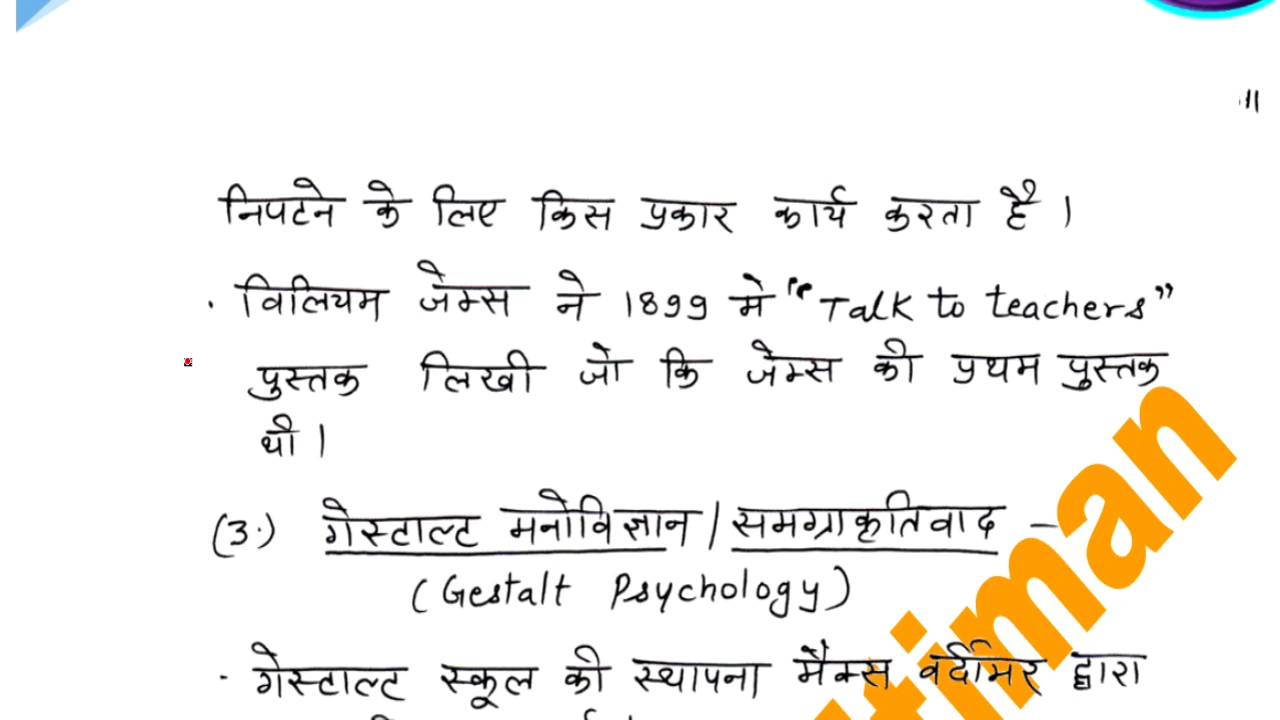 11
निपटने के लिए किस प्रकार कार्य करता है ।
· विलियम जेम्स ने 1899 मे "Talk to teachers"
पुस्तक लिखी जो कि जेम्स की प्रथम पुस्तक
थी ।
(3.) गेस्टाल्ट मनोविज्ञान / समग्राकृतिवाद –
(Gestalt Psychology)
· गेस्टाल्ट स्कूल की स्थापना मैक्स वर्दीमर द्वारा